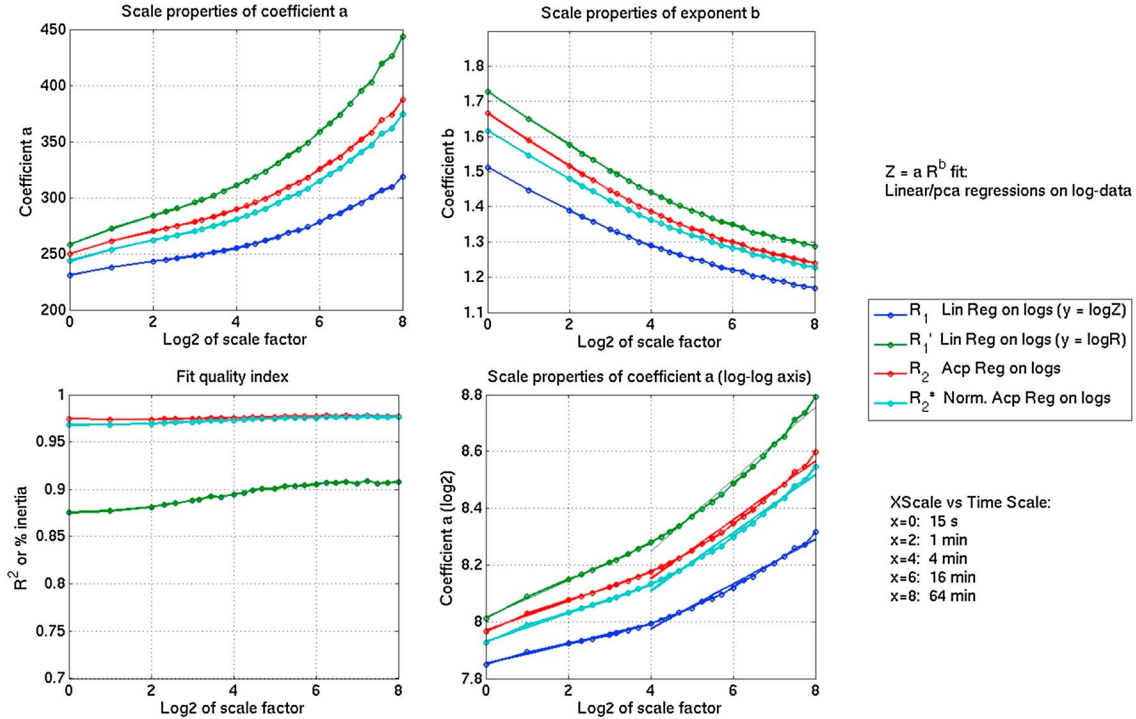 Scale properties of coefficient a
450
400
350
300
250
200
Coefficient a
0 2 4 6 8
Log2 of scale factor
Scale properties of exponent b
1.8
1.7
1.6
1.5
1.4
1.3
1.2
1.1
Coefficient b
0 2 4 6 8
Log2 of scale factor
Z = a R^b fit:
Linear/pca regressions on log-data
R_1 Lin Reg on logs (y = logZ)
R_1' Lin Reg on logs (y = logR)
R_2 Acp Reg on logs
R_2* Norm. Acp Reg on logs
Fit quality index
1
0.95
0.9
0.85
0.8
0.75
0.7
R^2 or % inertia
0 2 4 6 8
Log2 of scale factor
Scale properties of coefficient a (log-log axis)
8.8
8.6
8.4
8.2
8
7.8
Coefficient a (log2)
0 2 4 6 8
Log2 of scale factor
XScale vs Time Scale:
x=0: 15 s
x=2: 1 min
x=4: 4 min
x=6: 16 min
x=8: 64 min